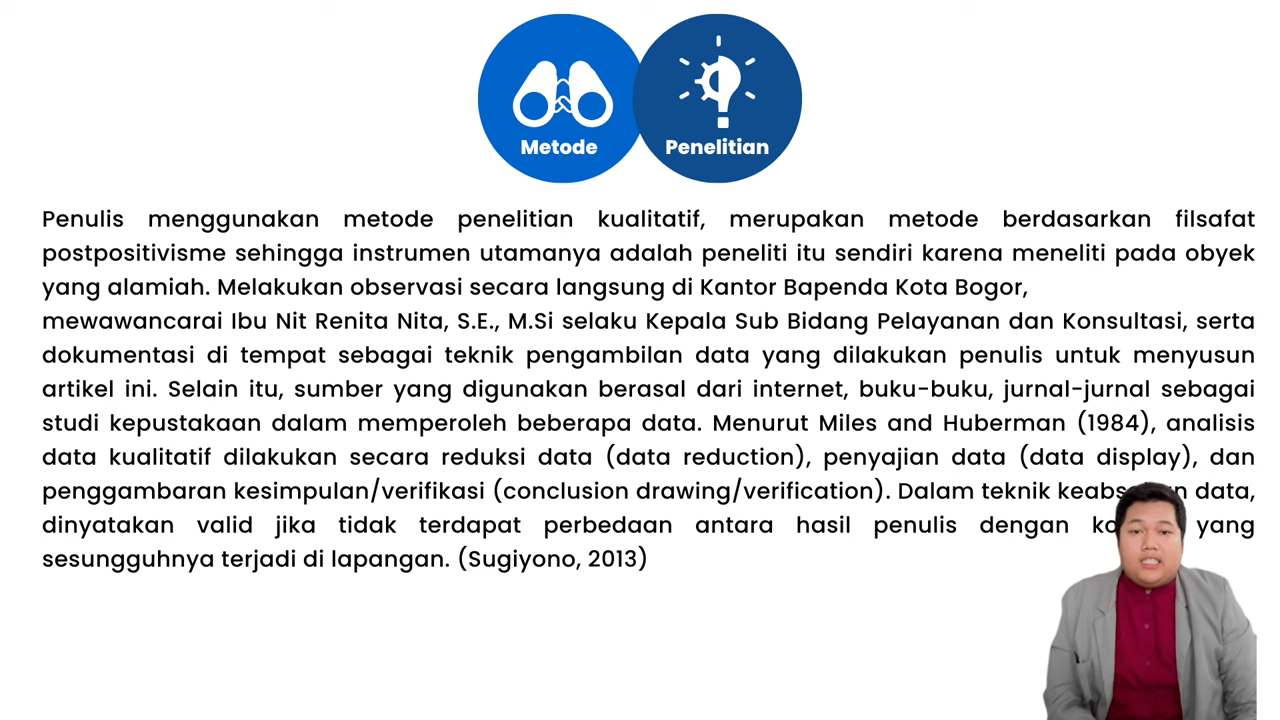 Metode
Penelitian
Penulis menggunakan metode penelitian kualitatif, merupakan metode berdasarkan filsafat
postpositivisme sehingga instrumen utamanya adalah peneliti itu sendiri karena meneliti pada obyek
yang alamiah. Melakukan observasi secara langsung di Kantor Bapenda Kota Bogor,
mewawancarai Ibu Nit Renita Nita, S.E., M.Si selaku Kepala Sub Bidang Pelayanan dan Konsultasi, serta
dokumentasi di tempat sebagai teknik pengambilan data yang dilakukan penulis untuk menyusun
artikel ini. Selain itu, sumber yang digunakan berasal dari internet, buku-buku, jurnal-jurnal sebagai
studi kepustakaan dalam memperoleh beberapa data. Menurut Miles and Huberman (1984), analisis
data kualitatif dilakukan secara reduksi data (data reduction), penyajian data (data display), dan
penggambaran kesimpulan/verifikasi (conclusion drawing/verification). Dalam teknik data,
dinyatakan valid jika tidak terdapat perbedaan antara hasil penulis dengan yang
sesungguhnya terjadi di lapangan. (Sugiyono, 2013)